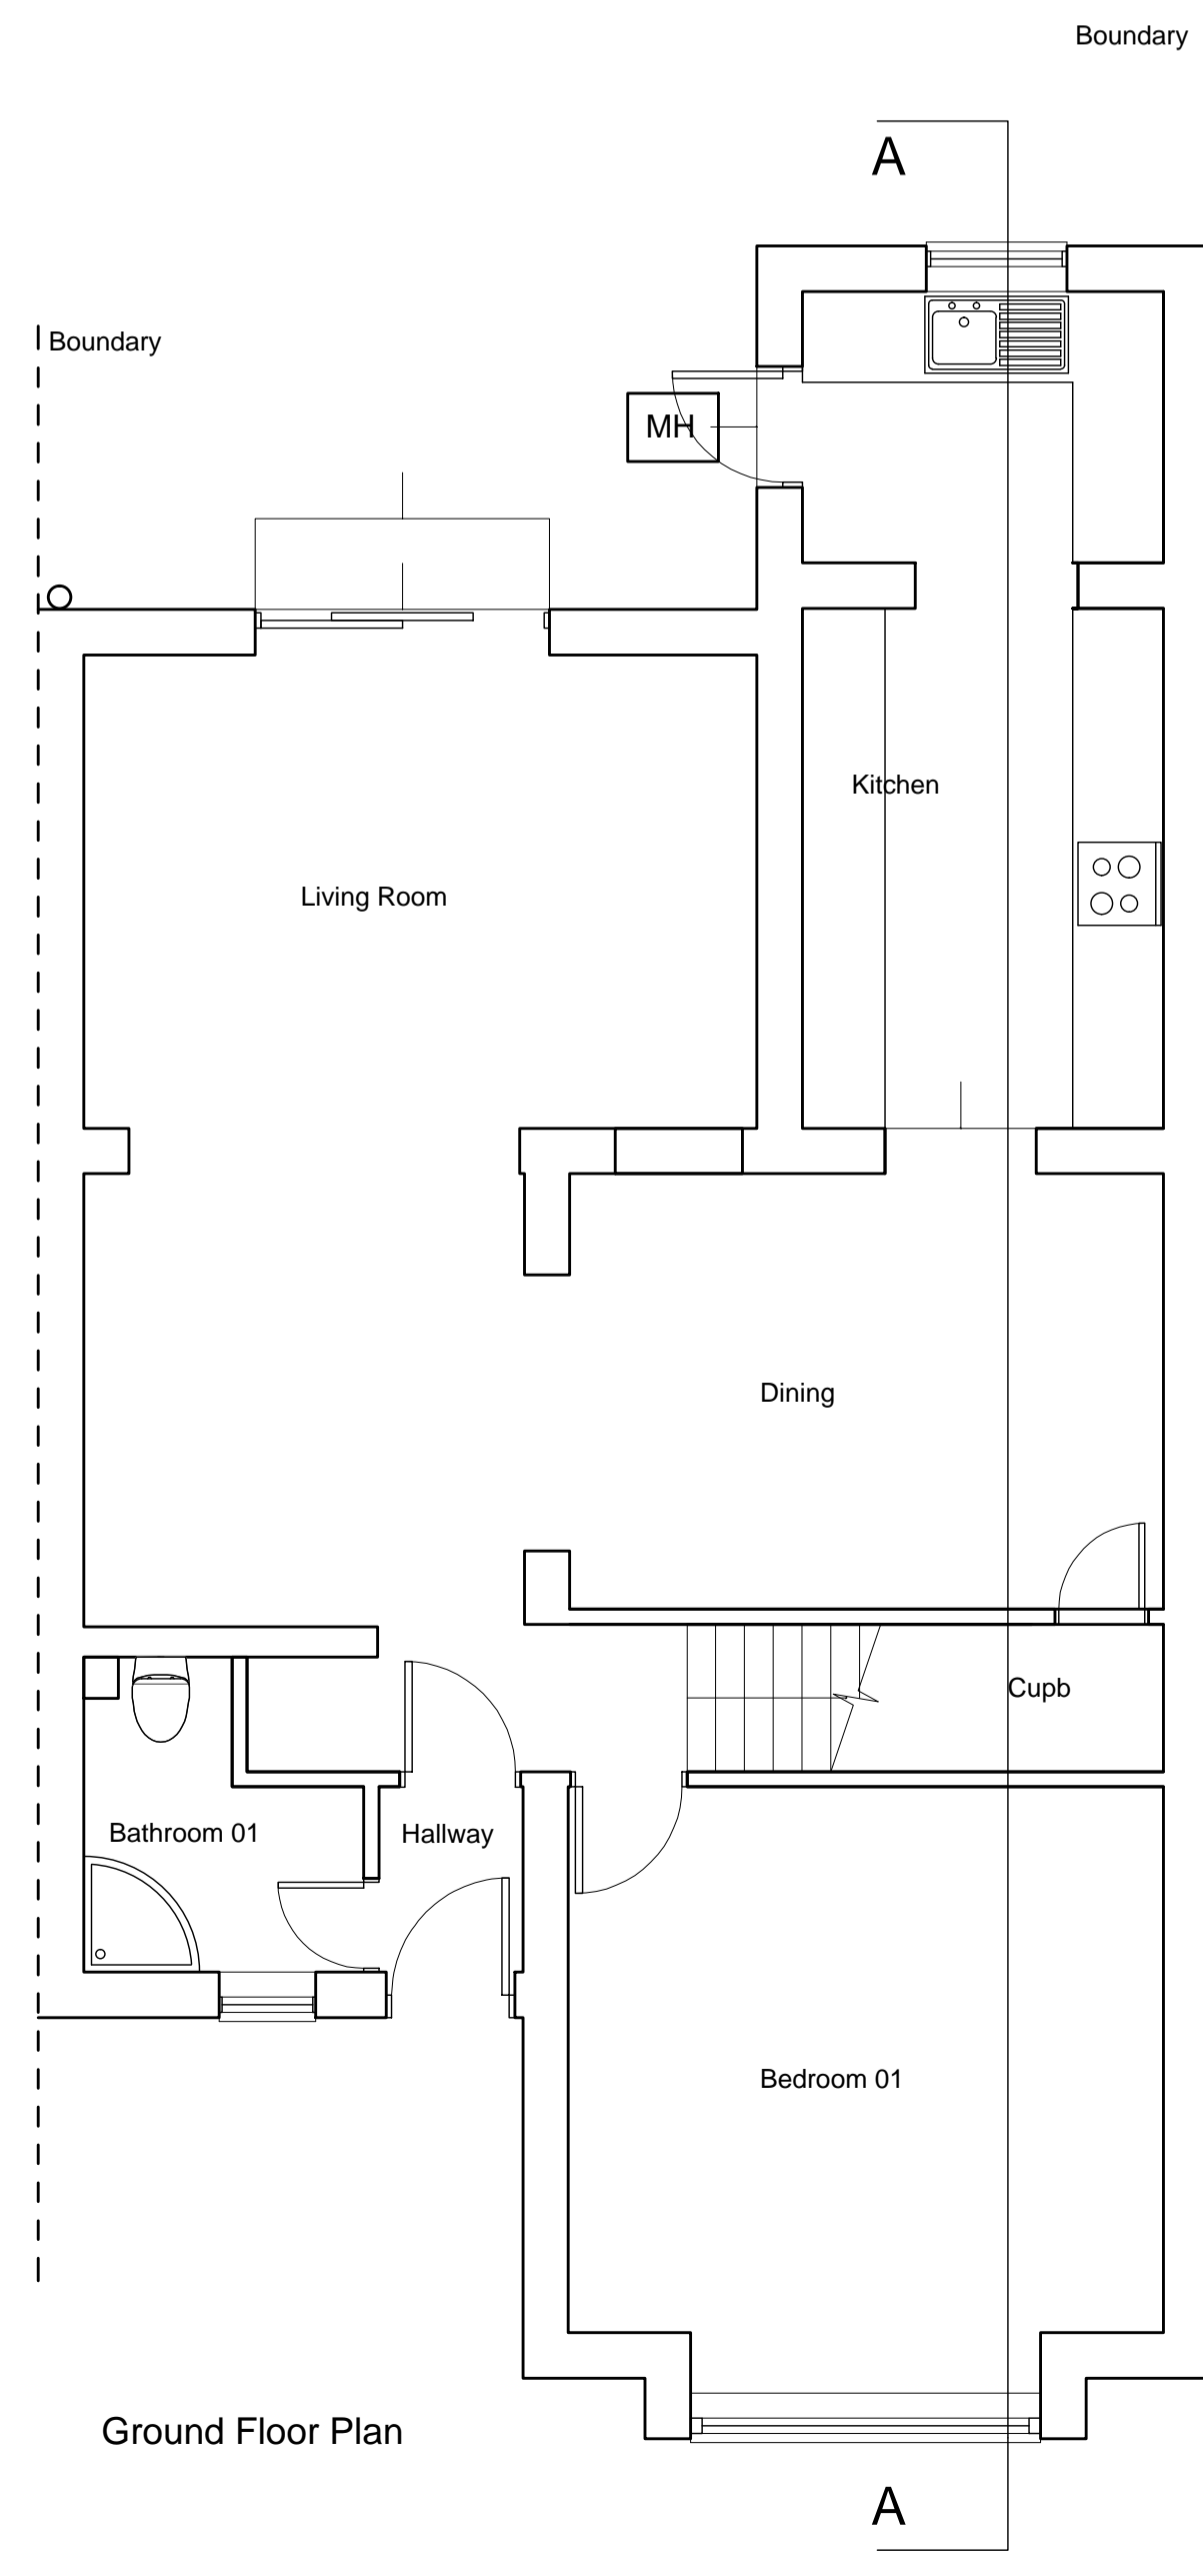 Boundary
A
Boundary
MH
Kitchen
Living Room
Dining
Cupb
Bathroom 01
Hallway
Bedroom 01
Ground Floor Plan
A